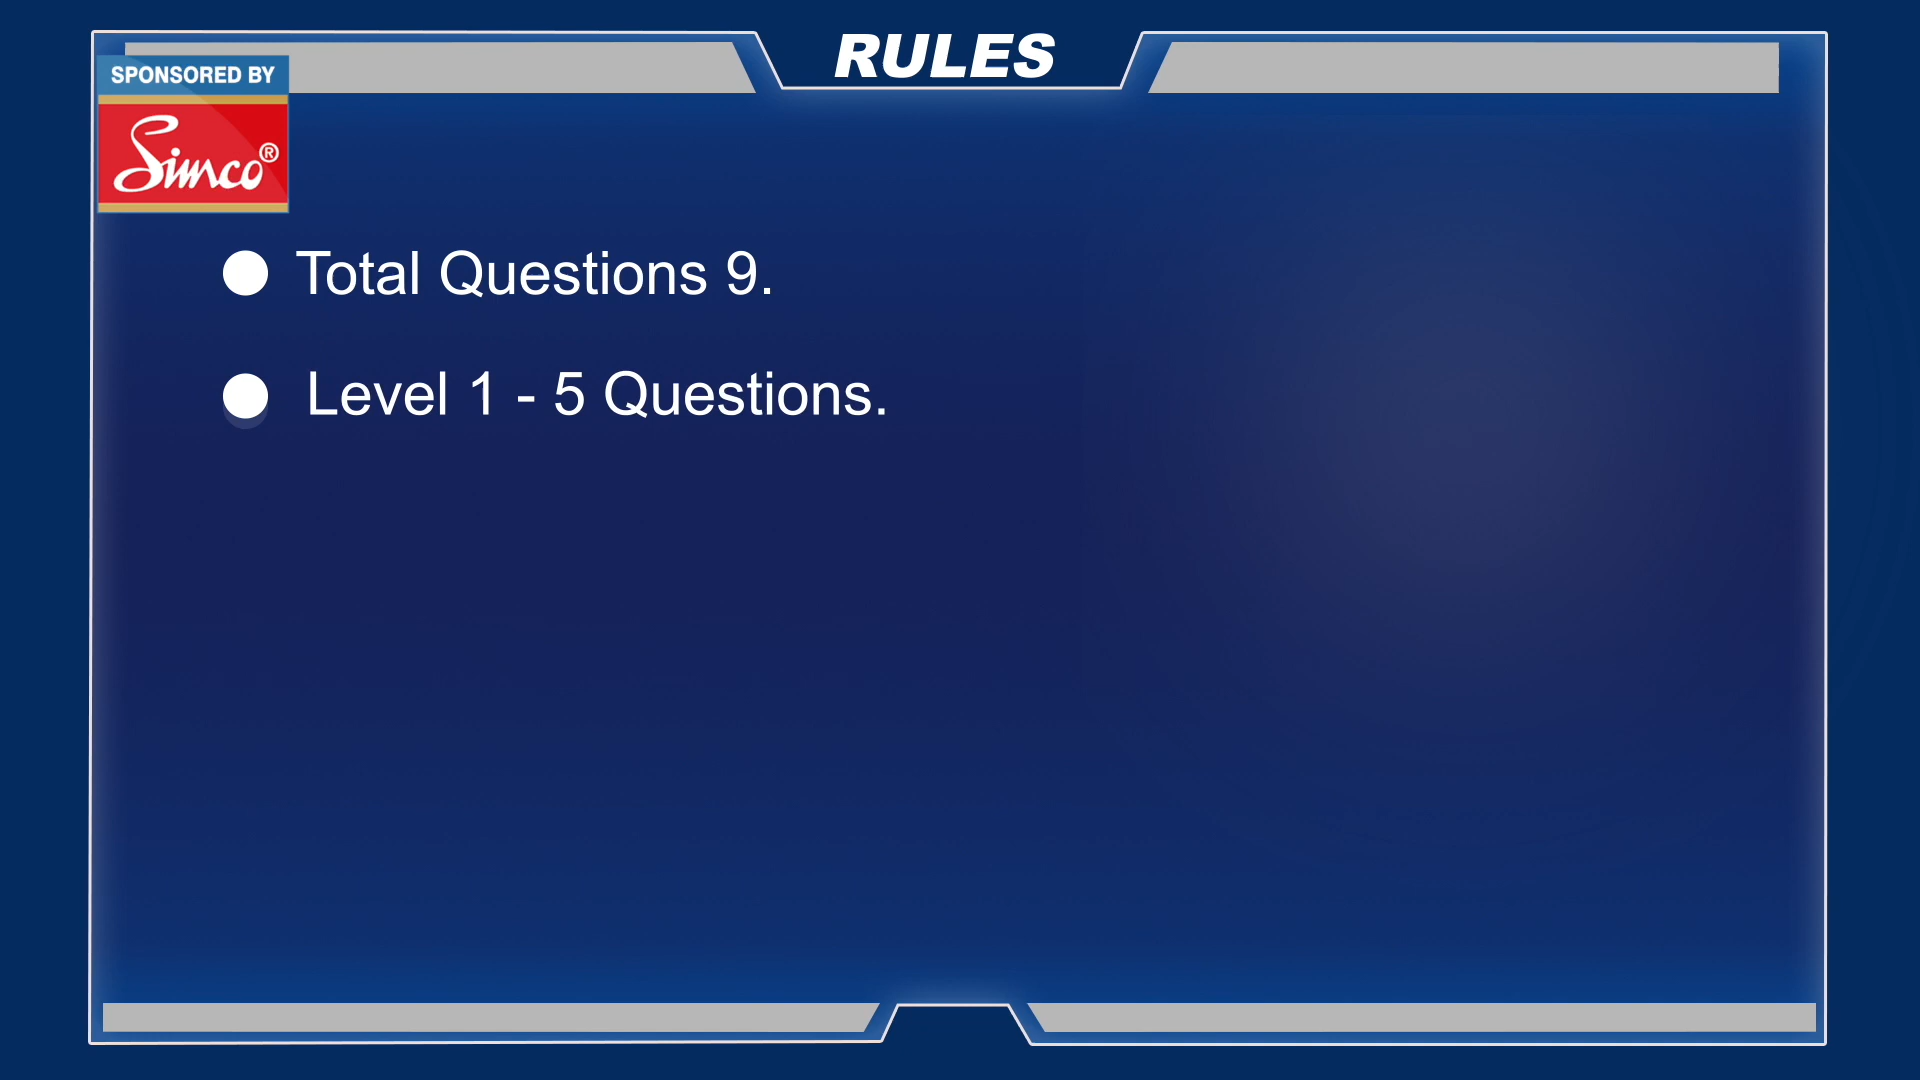 RULES
SPONSORED BY
Simco®
Total Questions 9.
Level 1 - 5 Questions.